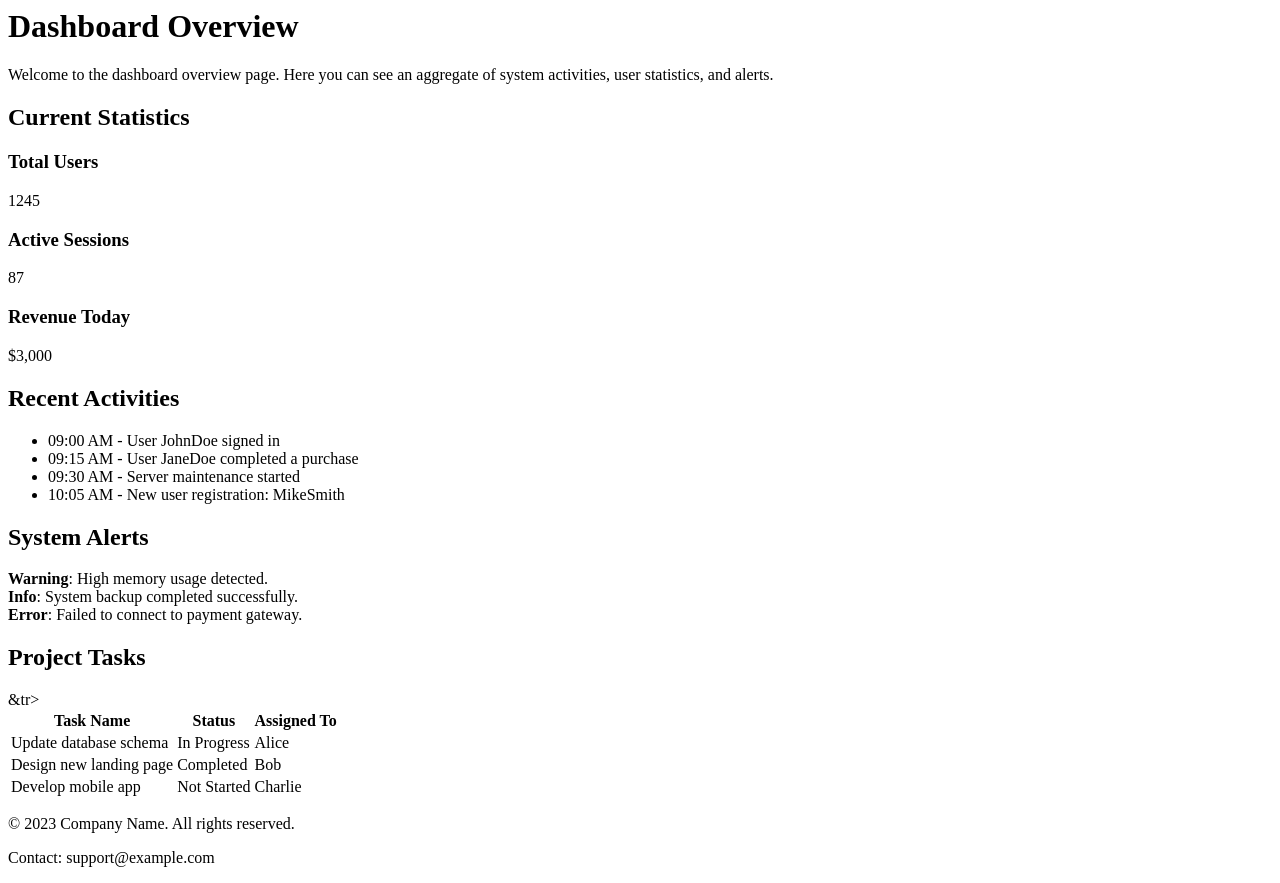 Dashboard Overview
Welcome to the dashboard overview page. Here you can see an aggregate of system activities, user statistics, and alerts.
Current Statistics
Total Users
1245
Active Sessions
87
Revenue Today
$3,000
Recent Activities
• 09:00 AM - User JohnDoe signed in
• 09:15 AM - User JaneDoe completed a purchase
• 09:30 AM - Server maintenance started
• 10:05 AM - New user registration: MikeSmith
System Alerts
Warning: High memory usage detected.
Info: System backup completed successfully.
Error: Failed to connect to payment gateway.
Project Tasks
&tr>
Task Name Status Assigned To
Update database schema In Progress Alice
Design new landing page Completed Bob
Develop mobile app Not Started Charlie
© 2023 Company Name. All rights reserved.
Contact: support@example.com